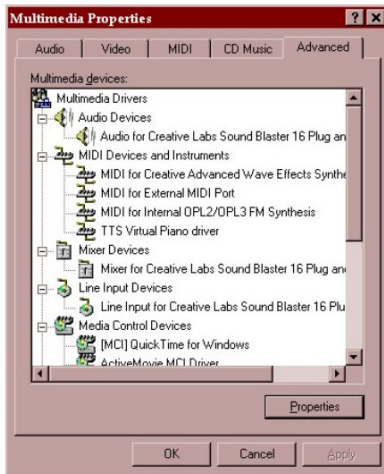 Multimedia Properties
Audio Video MIDI CD Music Advanced
Multimedia devices:
Multimedia Drivers
Audio Devices
Audio for Creative Labs Sound Blaster 16 Plug an
MIDI Devices and Instruments
MIDI for Creative Advanced Wave Effects Synthe
MIDI for External MIDI Port
MIDI for Internal OPL2/OPL3 FM Synthesis
TTS Virtual Piano driver
Mixer Devices
Mixer for Creative Labs Sound Blaster 16 Plug an
Line Input Devices
Line Input for Creative Labs Sound Blaster 16 Plu
Media Control Devices
[MCI] QuickTime for Windows
ActiveMovie MCI Driver
Properties
OK Cancel Apply